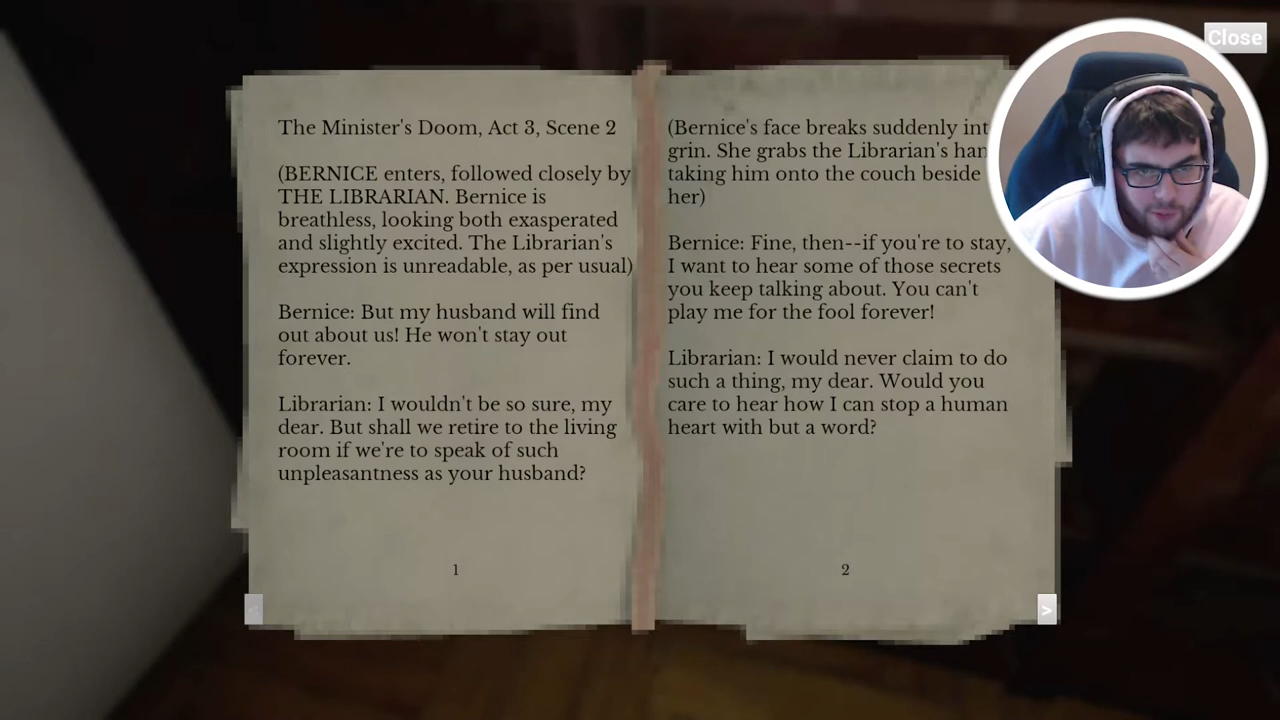 Close
The Minister's Doom, Act 3, Scene 2
(BERNICE enters, followed closely by
THE LIBRARIAN. Bernice is
breathless, looking both exasperated
and slightly excited. The Librarian's
expression is unreadable, as per usual)
Bernice: But my husband will find
out about us! He won't stay out
forever.
Librarian: I wouldn't be so sure, my
dear. But shall we retire to the living
room if we're to speak of such
unpleasantness as your husband?
1
(Bernice's face breaks suddenly
grin. She grabs the Librarian's
taking him onto the couch beside
her)
Bernice: Fine, then--if you're to stay,
I want to hear some of those secrets
you keep talking about. You can't
play me for the fool forever!
Librarian: I would never claim to do
such a thing, my dear. Would you
care to hear how I can stop a human
heart with but a word?
2
>